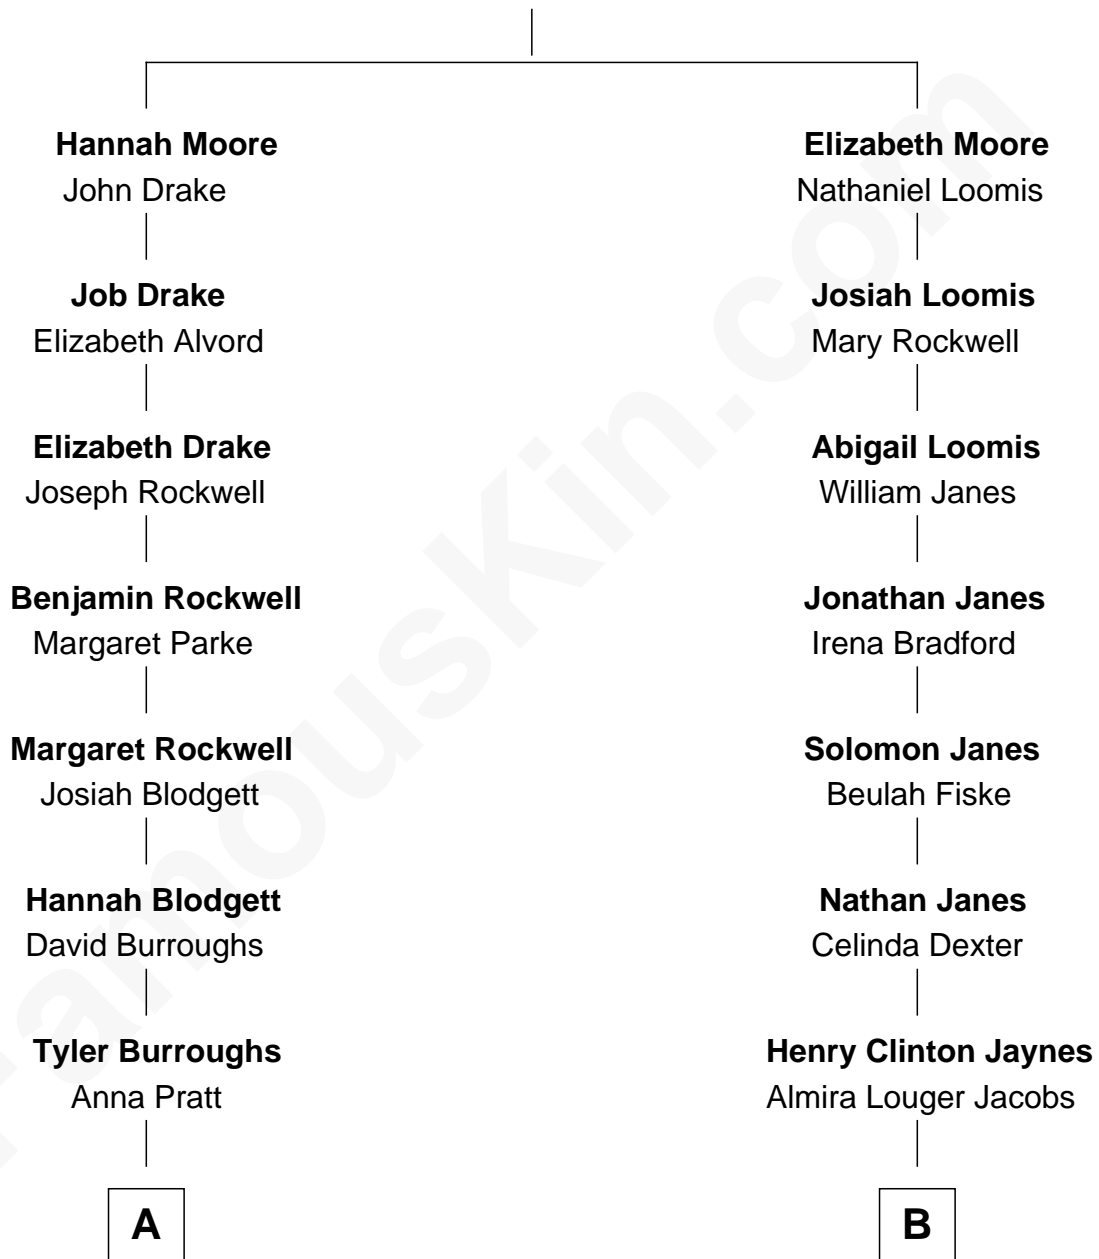 Hannah Moore
John Drake
Elizabeth Moore
Nathaniel Loomis
Job Drake
Elizabeth Alvord
Josiah Loomis
Mary Rockwell
Elizabeth Drake
Joseph Rockwell
Abigail Loomis
William Janes
Benjamin Rockwell
Margaret Parke
Jonathan Janes
Irena Bradford
Margaret Rockwell
Josiah Blodgett
Solomon Janes
Beulah Fiske
Hannah Blodgett
David Burroughs
Nathan Janes
Celinda Dexter
Tyler Burroughs
Anna Pratt
Henry Clinton Jaynes
Almira Louger Jacobs
A
B
FamousKin.com